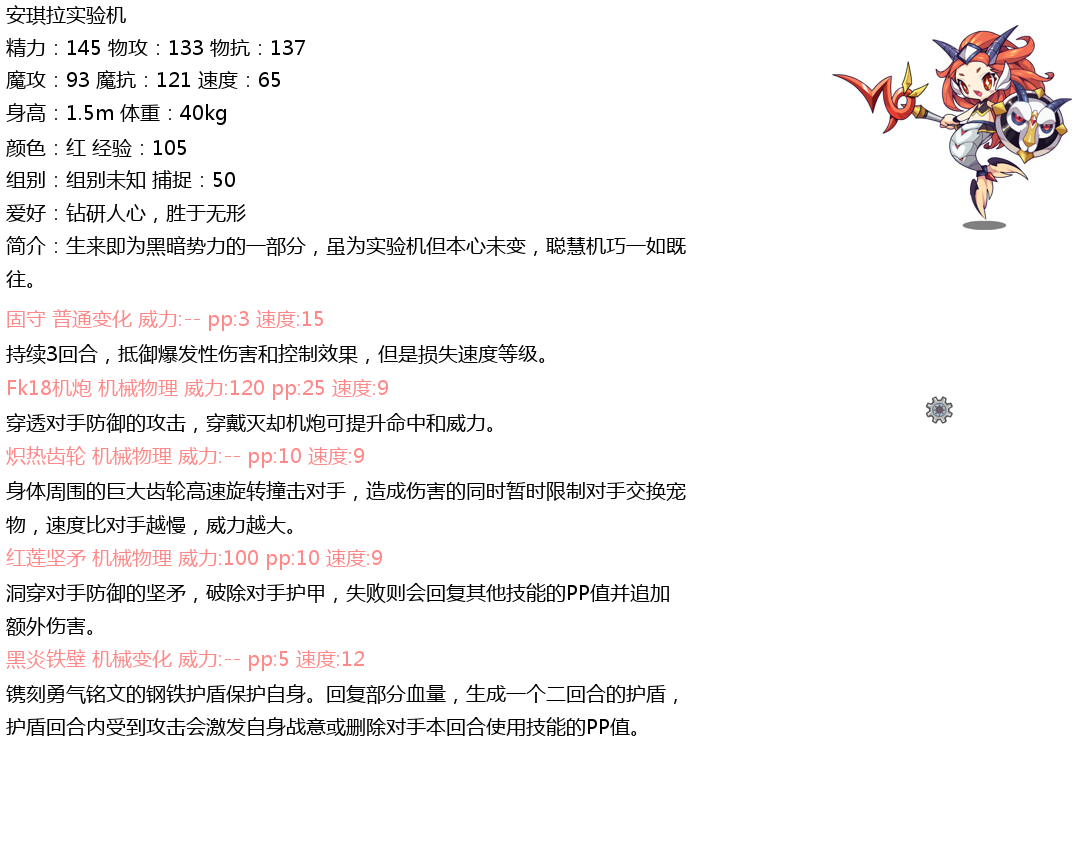 安琪拉实验机
精力：145 物攻：133 物抗：137
魔攻：93 魔抗：121 速度：65
身高：1.5m 体重：40kg
颜色：红 经验：105
组别：组别未知 捕捉：50
爱好：钻研人心，胜于无形
简介：生来即为黑暗势力的一部分，虽为实验机但本心未变，聪慧机巧一如既
往。
固守 普通变化 威力:-- pp:3 速度:15
持续3回合，抵御爆发性伤害和控制效果，但是损失速度等级。
Fk18机炮 机械物理 威力:120 pp:25 速度:9
穿透对手防御的攻击，穿戴灭却机炮可提升命中和威力。
炽热齿轮 机械物理 威力:-- pp:10 速度:9
身体周围的巨大齿轮高速旋转撞击对手，造成伤害的同时暂时限制对手交换宠
物，速度比对手越慢，威力越大。
红莲坚矛 机械物理 威力:100 pp:10 速度:9
洞穿对手防御的坚矛，破除对手护甲，失败则会回复其他技能的PP值并追加
额外伤害。
黑炎铁壁 机械变化 威力:-- pp:5 速度:12
镌刻勇气铭文的钢铁护盾保护自身。回复部分血量，生成一个二回合的护盾，
护盾回合内受到攻击会激发自身战意或删除对手本回合使用技能的PP值。